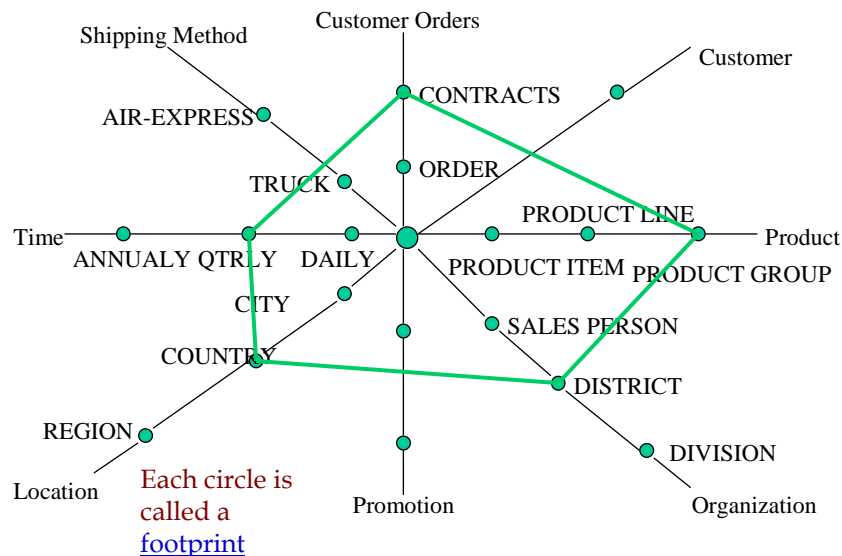 Customer Orders
Shipping Method
Customer
CONTRACTS
AIR-EXPRESS
ORDER
TRUCK
PRODUCT LINE
Time
Product
ANNUALY QTRLY DAILY
PRODUCT ITEM
PRODUCT GROUP
CITY
SALES PERSON
COUNTRY
DISTRICT
REGION
DIVISION
Location
Each circle is
called a
footprint
Promotion
Organization